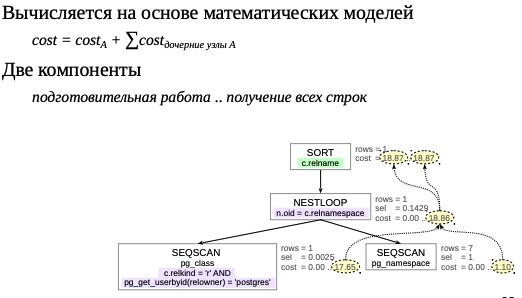 Вычисляется на основе математических моделей
cost = cost_A + ∑cost_дочерние узлы A
Две компоненты
подготовительная работа .. получение всех строк
SORT
c.relname
rows = 1
cost = 18.87 .. 18.87
NESTLOOP
n.oid = c.relnamespace
rows = 1
sel = 0.1429
cost = 0.00 .. 18.86
SEQSCAN
pg_class
c.relkind = 'r' AND
pg_get_userbyid(relowner) = 'postgres'
rows = 1
sel = 0.0025
cost = 0.00 .. 17.65
SEQSCAN
pg_namespace
rows = 7
sel = 1
cost = 0.00 .. 1.10